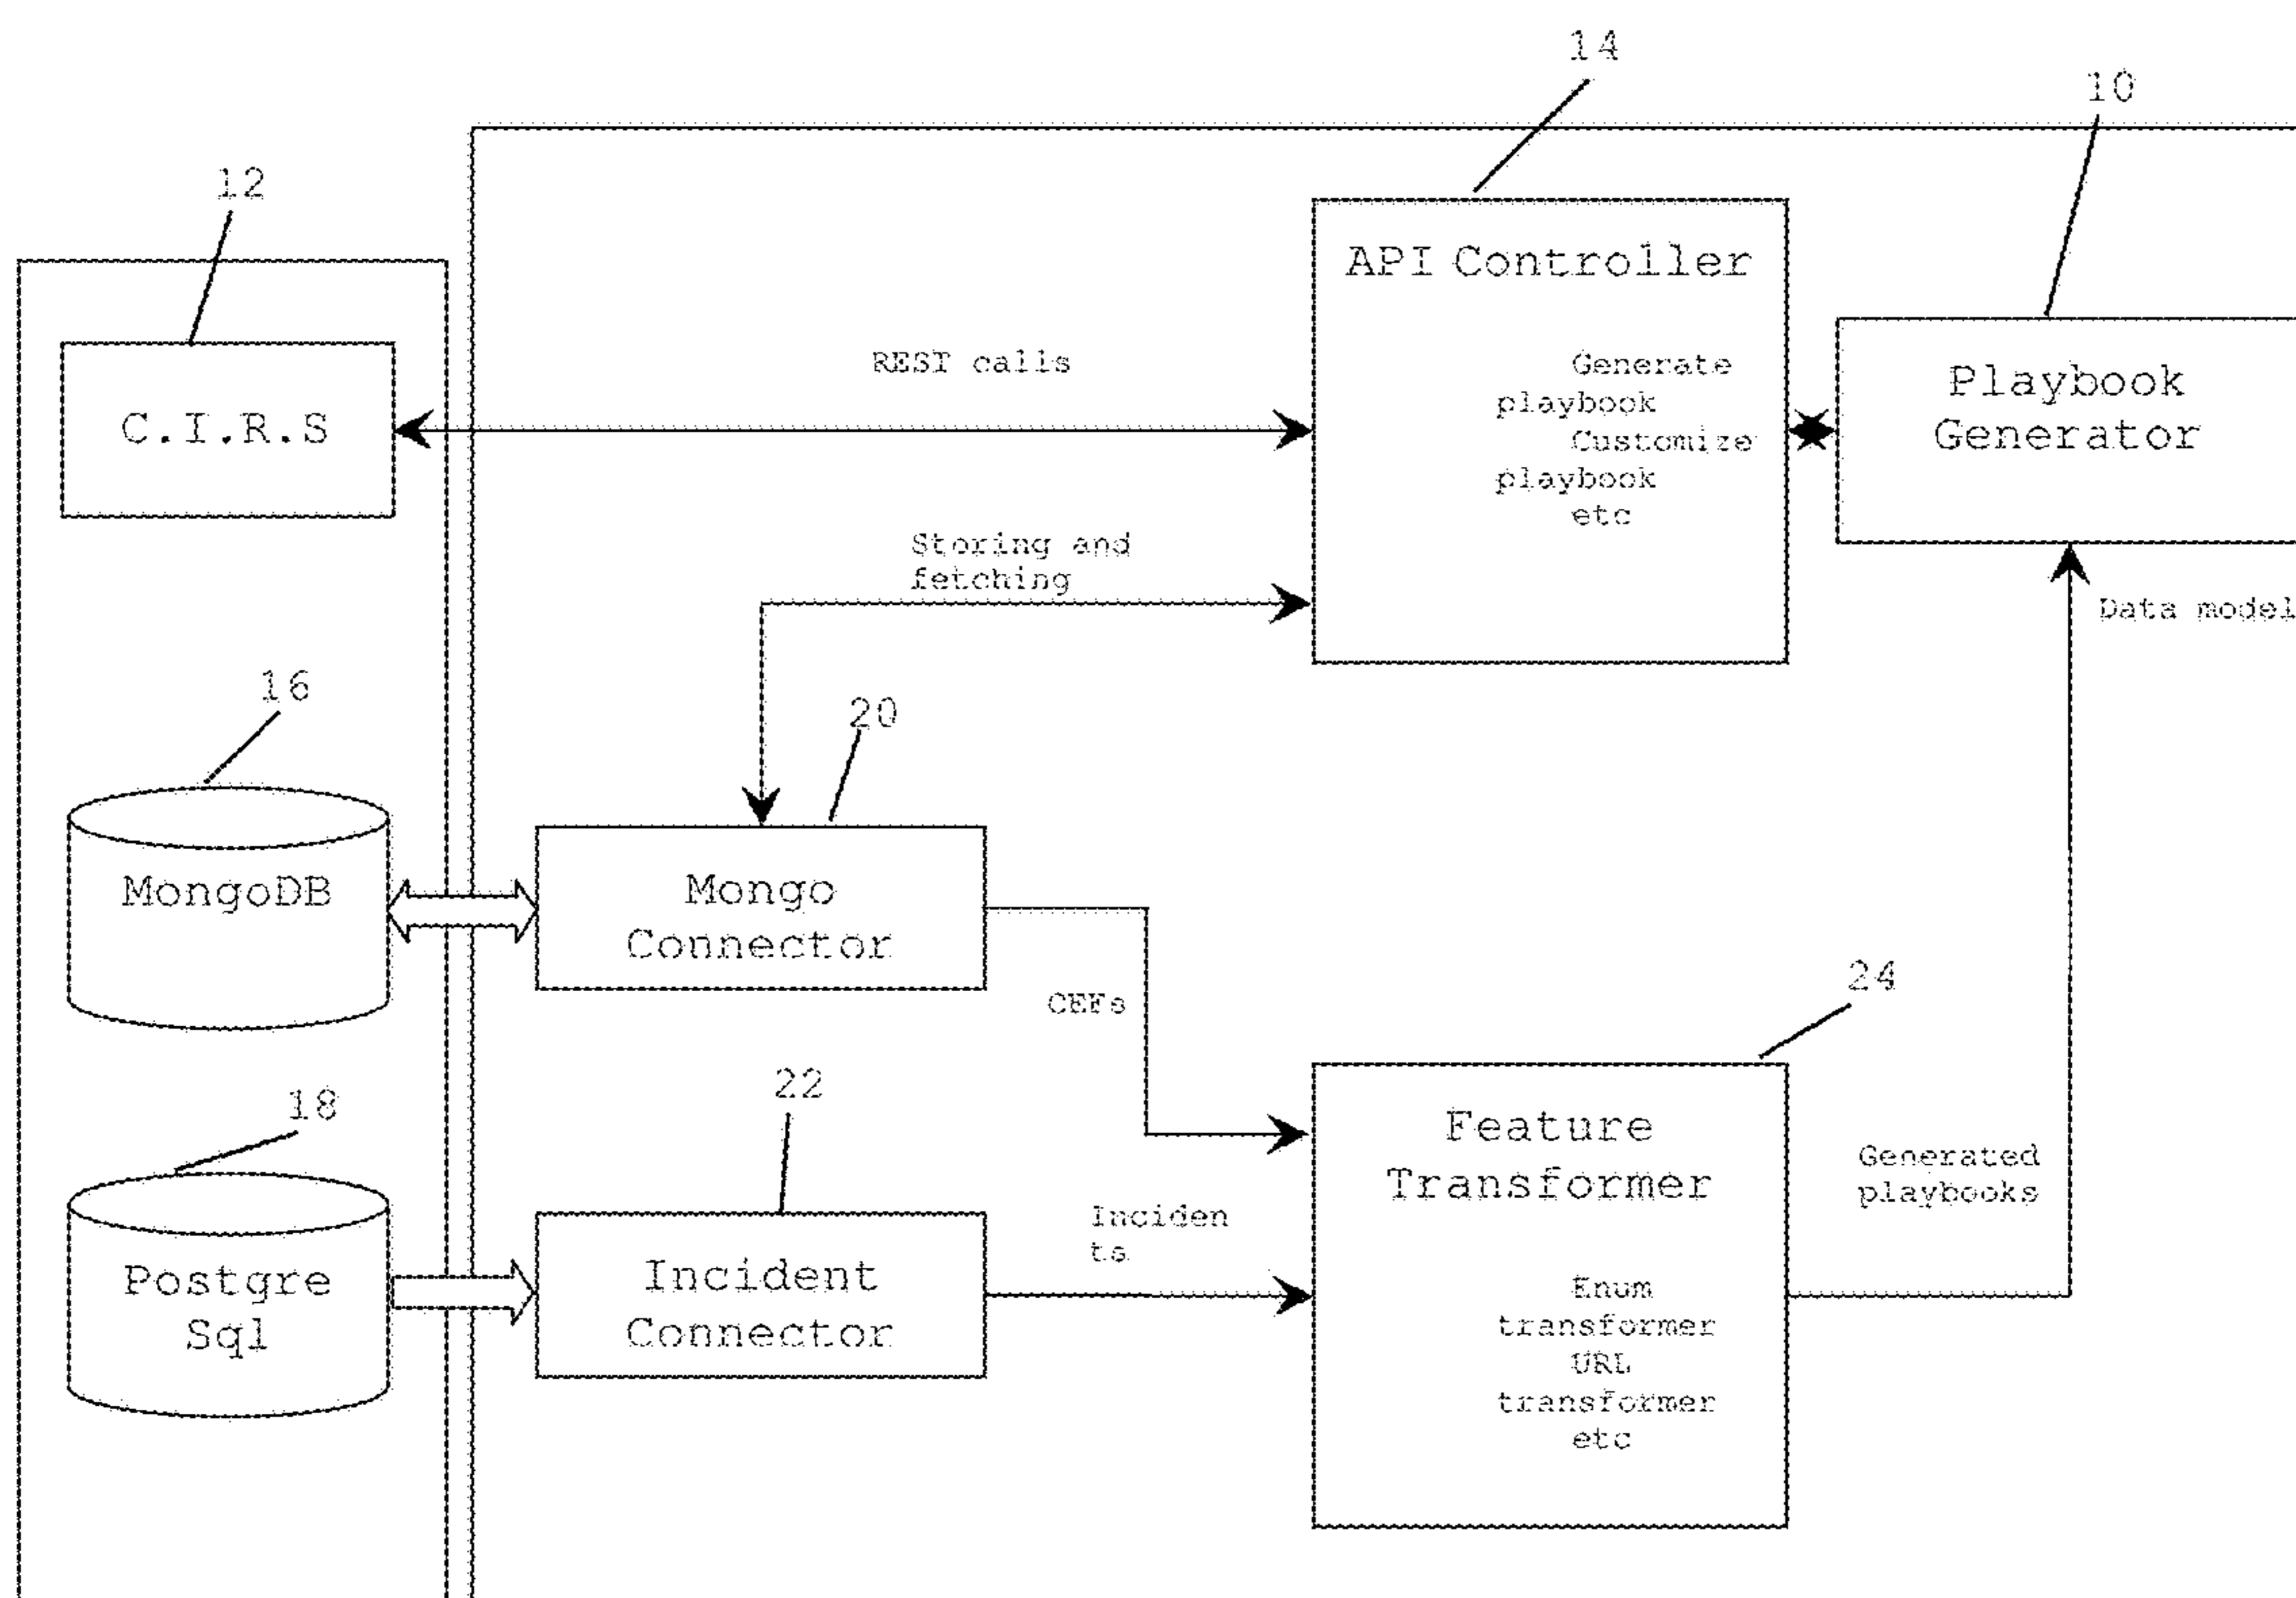 14
10
12
API Controller
Generate
playbook
Customize
playbook
etc
Playbook
Generator
REST calls
C.I.R.S
Storing and
fetching
Data model
16
20
MongoDB
Mongo
Connector
CEFs
24
18
22
Feature
Transformer
Generated
playbooks
Inciden
ts
Postgre
Sql
Incident
Connector
Enum
transformer
URL
transformer
etc